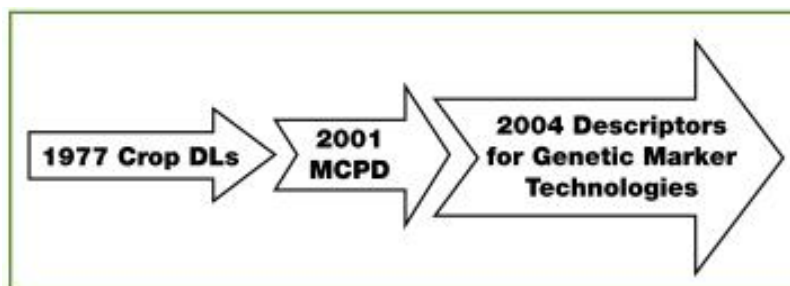 1977 Crop DLs
2001
MCPD
2004 Descriptors
for Genetic Marker
Technologies